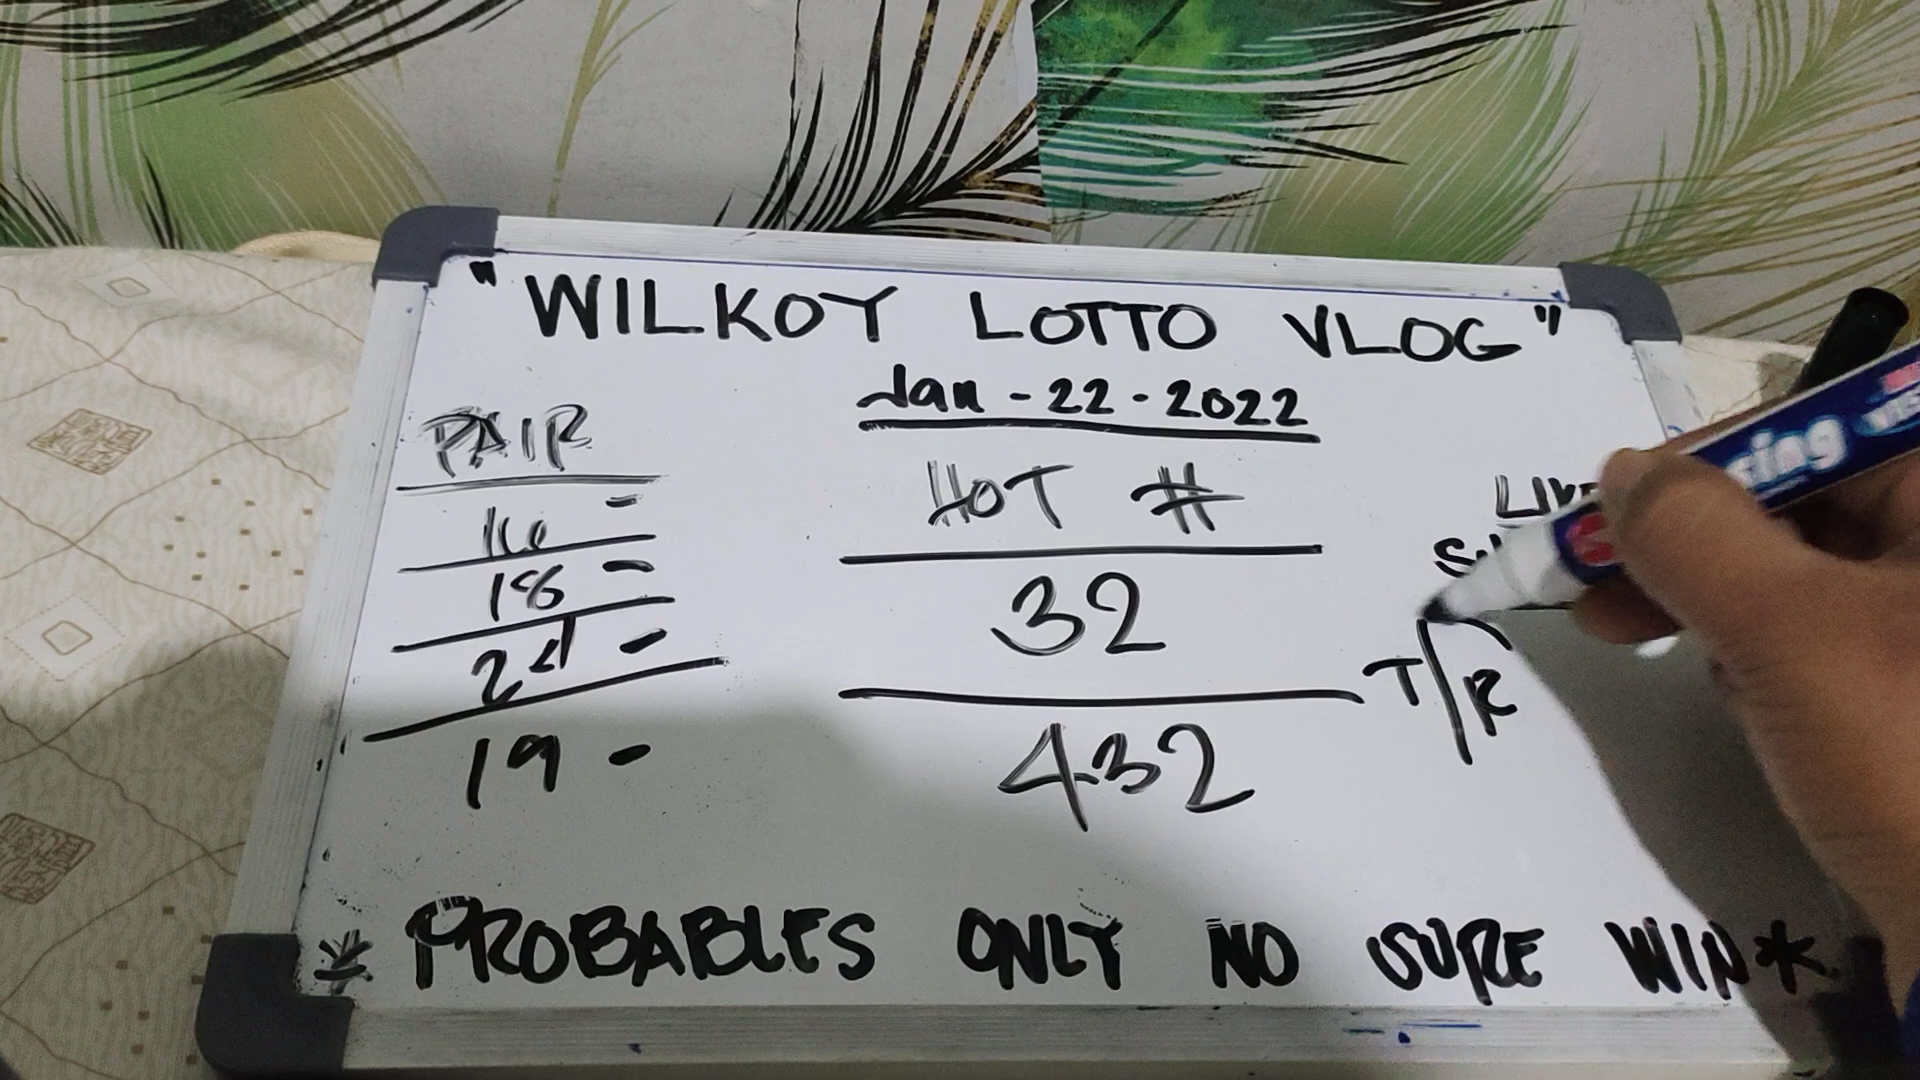 "WILKOY LOTTO VLOG"
Jan - 22 - 2022
PAIR
16 -
18 -
24 -
19 -
HOT #
32
432
T/R
* PROBABLES ONLY NO SURE WIN *